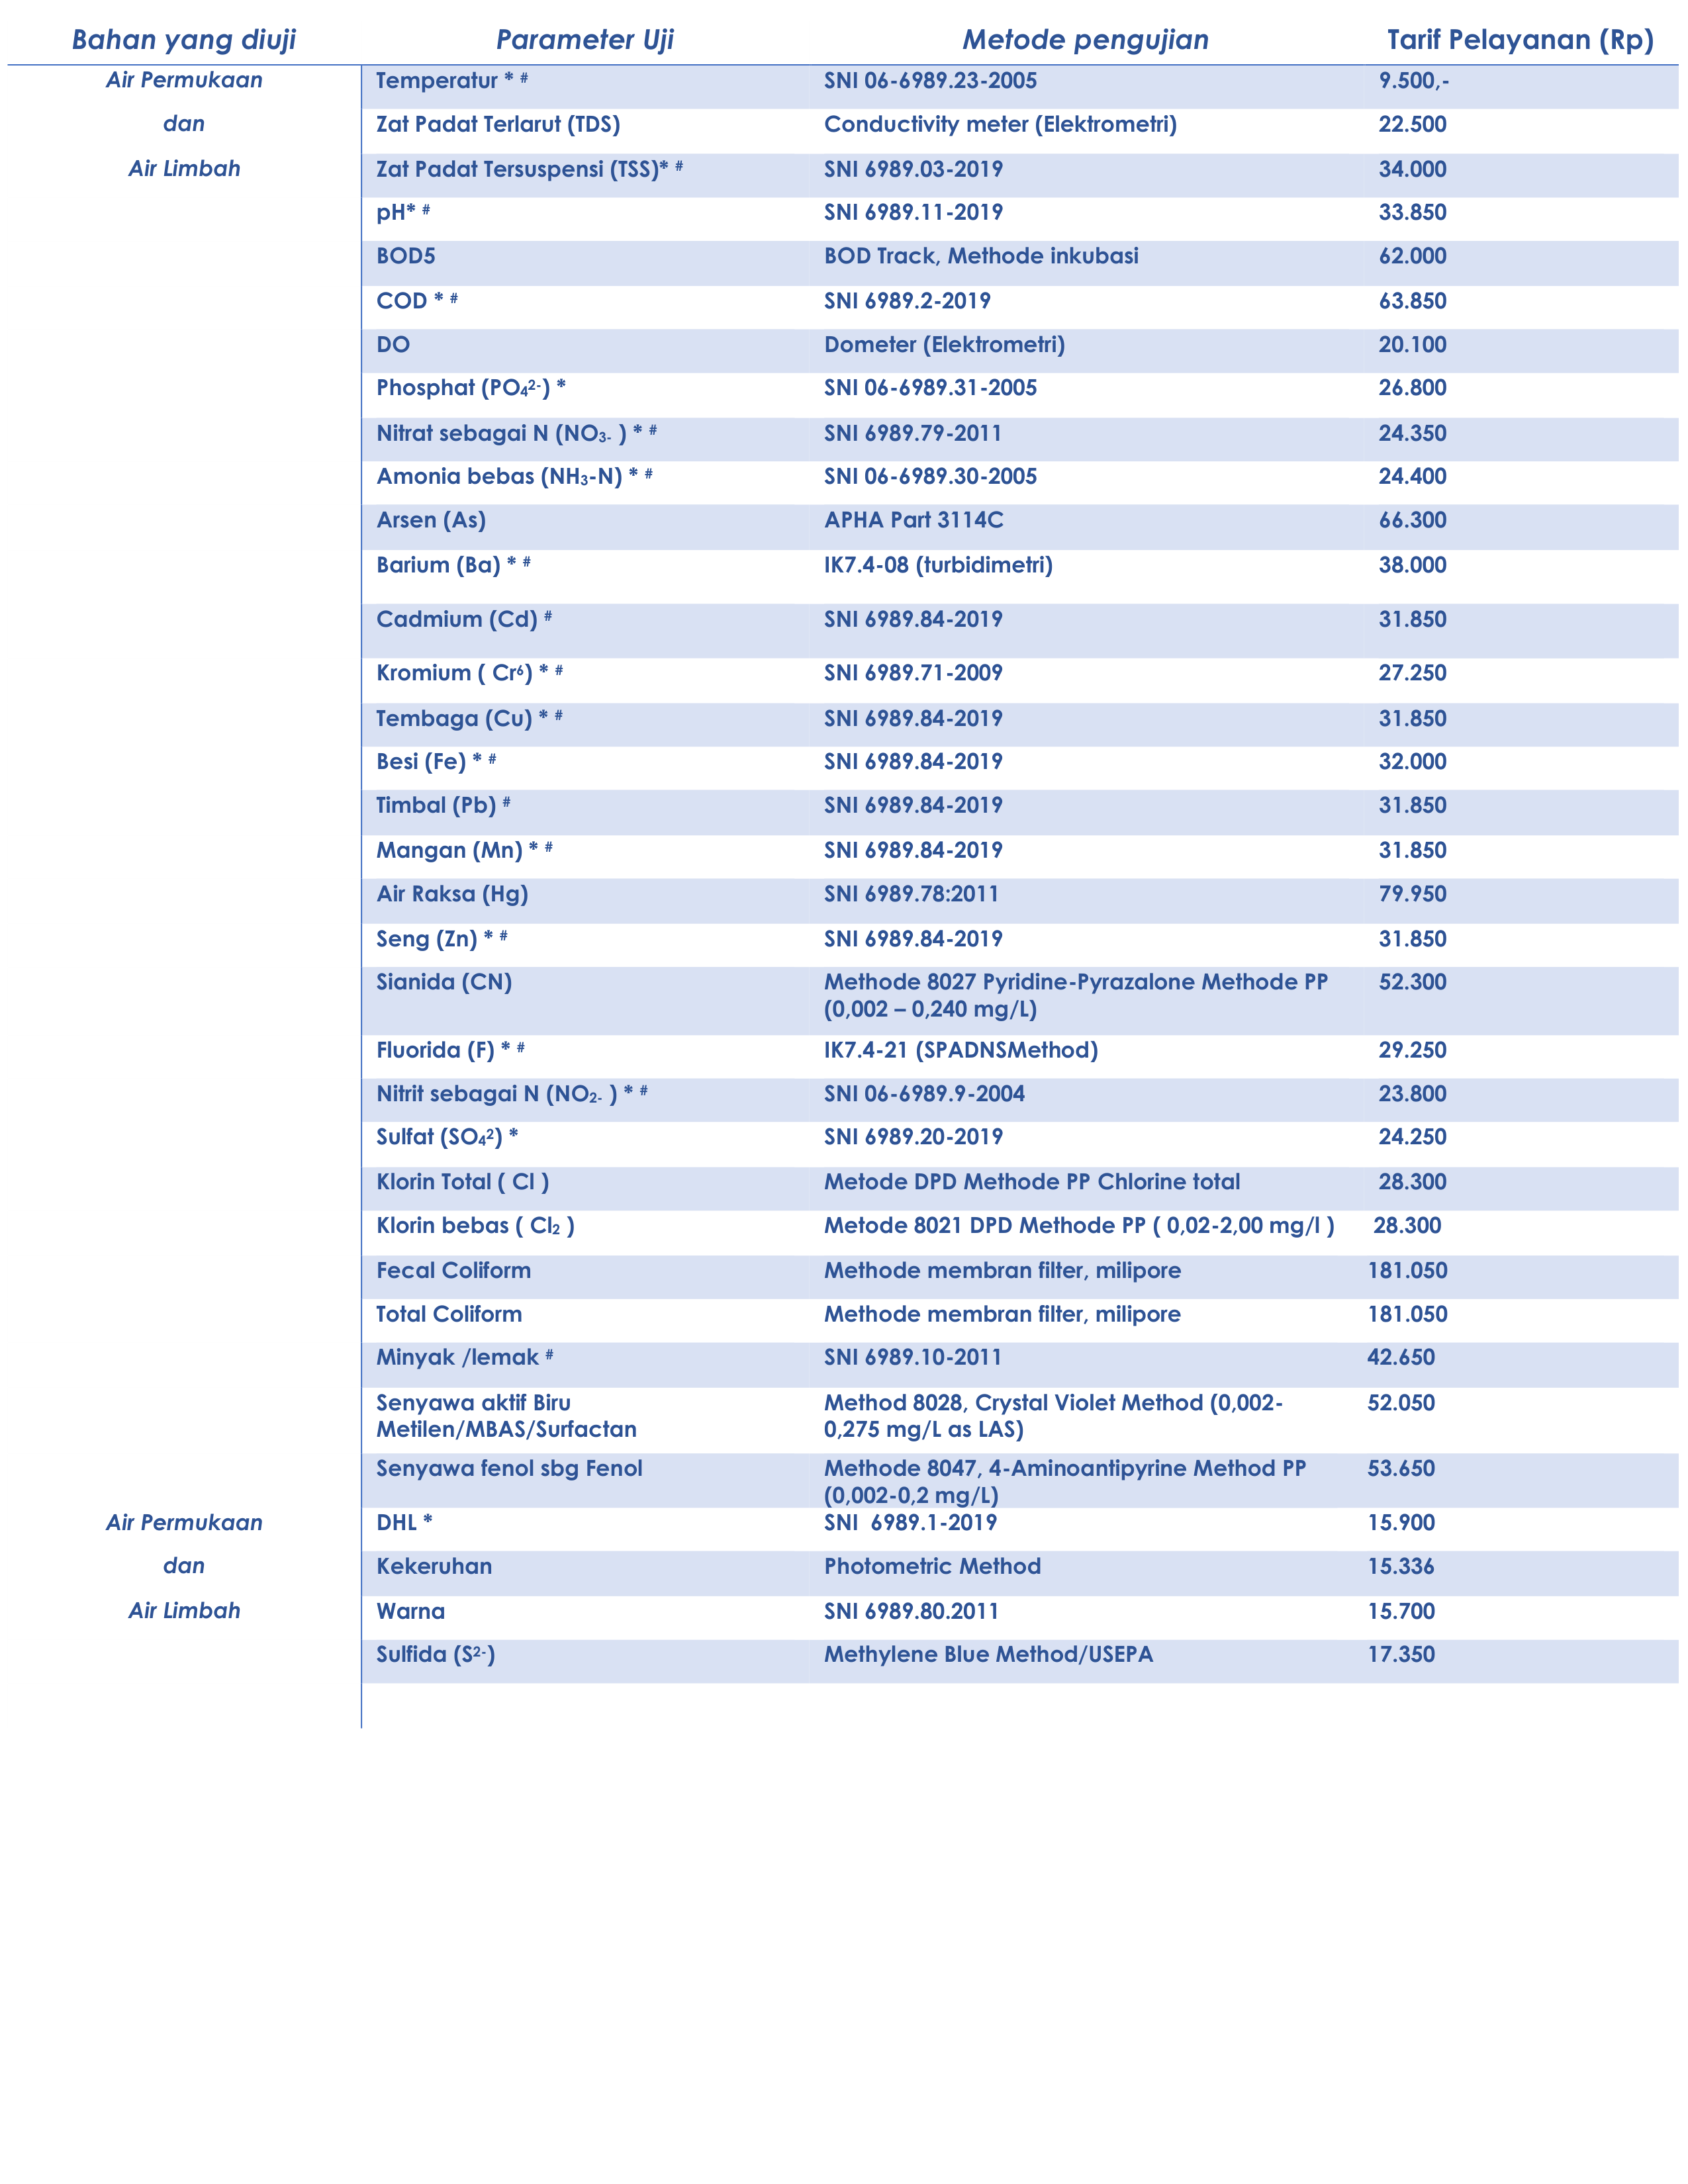 Bahan yang diuji Parameter Uji Metode pengujian Tarif Pelayanan (Rp)
Air Permukaan Temperatur * # SNI 06-6989.23-2005 9.500,-
dan Zat Padat Terlarut (TDS) Conductivity meter (Elektrometri) 22.500
Air Limbah Zat Padat Tersuspensi (TSS)* # SNI 6989.03-2019 34.000
pH* # SNI 6989.11-2019 33.850
BOD5 BOD Track, Methode inkubasi 62.000
COD * # SNI 6989.2-2019 63.850
DO Dometer (Elektrometri) 20.100
Phosphat (PO₄²⁻) * SNI 06-6989.31-2005 26.800
Nitrat sebagai N (NO₃₋ ) * # SNI 6989.79-2011 24.350
Amonia bebas (NH₃-N) * # SNI 06-6989.30-2005 24.400
Arsen (As) APHA Part 3114C 66.300
Barium (Ba) * # IK7.4-08 (turbidimetri) 38.000
Cadmium (Cd) # SNI 6989.84-2019 31.850
Kromium ( Cr⁶) * # SNI 6989.71-2009 27.250
Tembaga (Cu) * # SNI 6989.84-2019 31.850
Besi (Fe) * # SNI 6989.84-2019 32.000
Timbal (Pb) # SNI 6989.84-2019 31.850
Mangan (Mn) * # SNI 6989.84-2019 31.850
Air Raksa (Hg) SNI 6989.78:2011 79.950
Seng (Zn) * # SNI 6989.84-2019 31.850
Sianida (CN) Methode 8027 Pyridine-Pyrazalone Methode PP 52.300
(0,002 – 0,240 mg/L)
Fluorida (F) * # IK7.4-21 (SPADNSMethod) 29.250
Nitrit sebagai N (NO₂₋ ) * # SNI 06-6989.9-2004 23.800
Sulfat (SO₄²) * SNI 6989.20-2019 24.250
Klorin Total ( Cl ) Metode DPD Methode PP Chlorine total 28.300
Klorin bebas ( Cl₂ ) Metode 8021 DPD Methode PP ( 0,02-2,00 mg/l ) 28.300
Fecal Coliform Methode membran filter, milipore 181.050
Total Coliform Methode membran filter, milipore 181.050
Minyak /lemak # SNI 6989.10-2011 42.650
Senyawa aktif Biru Method 8028, Crystal Violet Method (0,002- 52.050
Metilen/MBAS/Surfactan 0,275 mg/L as LAS)
Senyawa fenol sbg Fenol Methode 8047, 4-Aminoantipyrine Method PP 53.650
(0,002-0,2 mg/L)
Air Permukaan DHL * SNI 6989.1-2019 15.900
dan Kekeruhan Photometric Method 15.336
Air Limbah Warna SNI 6989.80.2011 15.700
Sulfida (S²⁻) Methylene Blue Method/USEPA 17.350